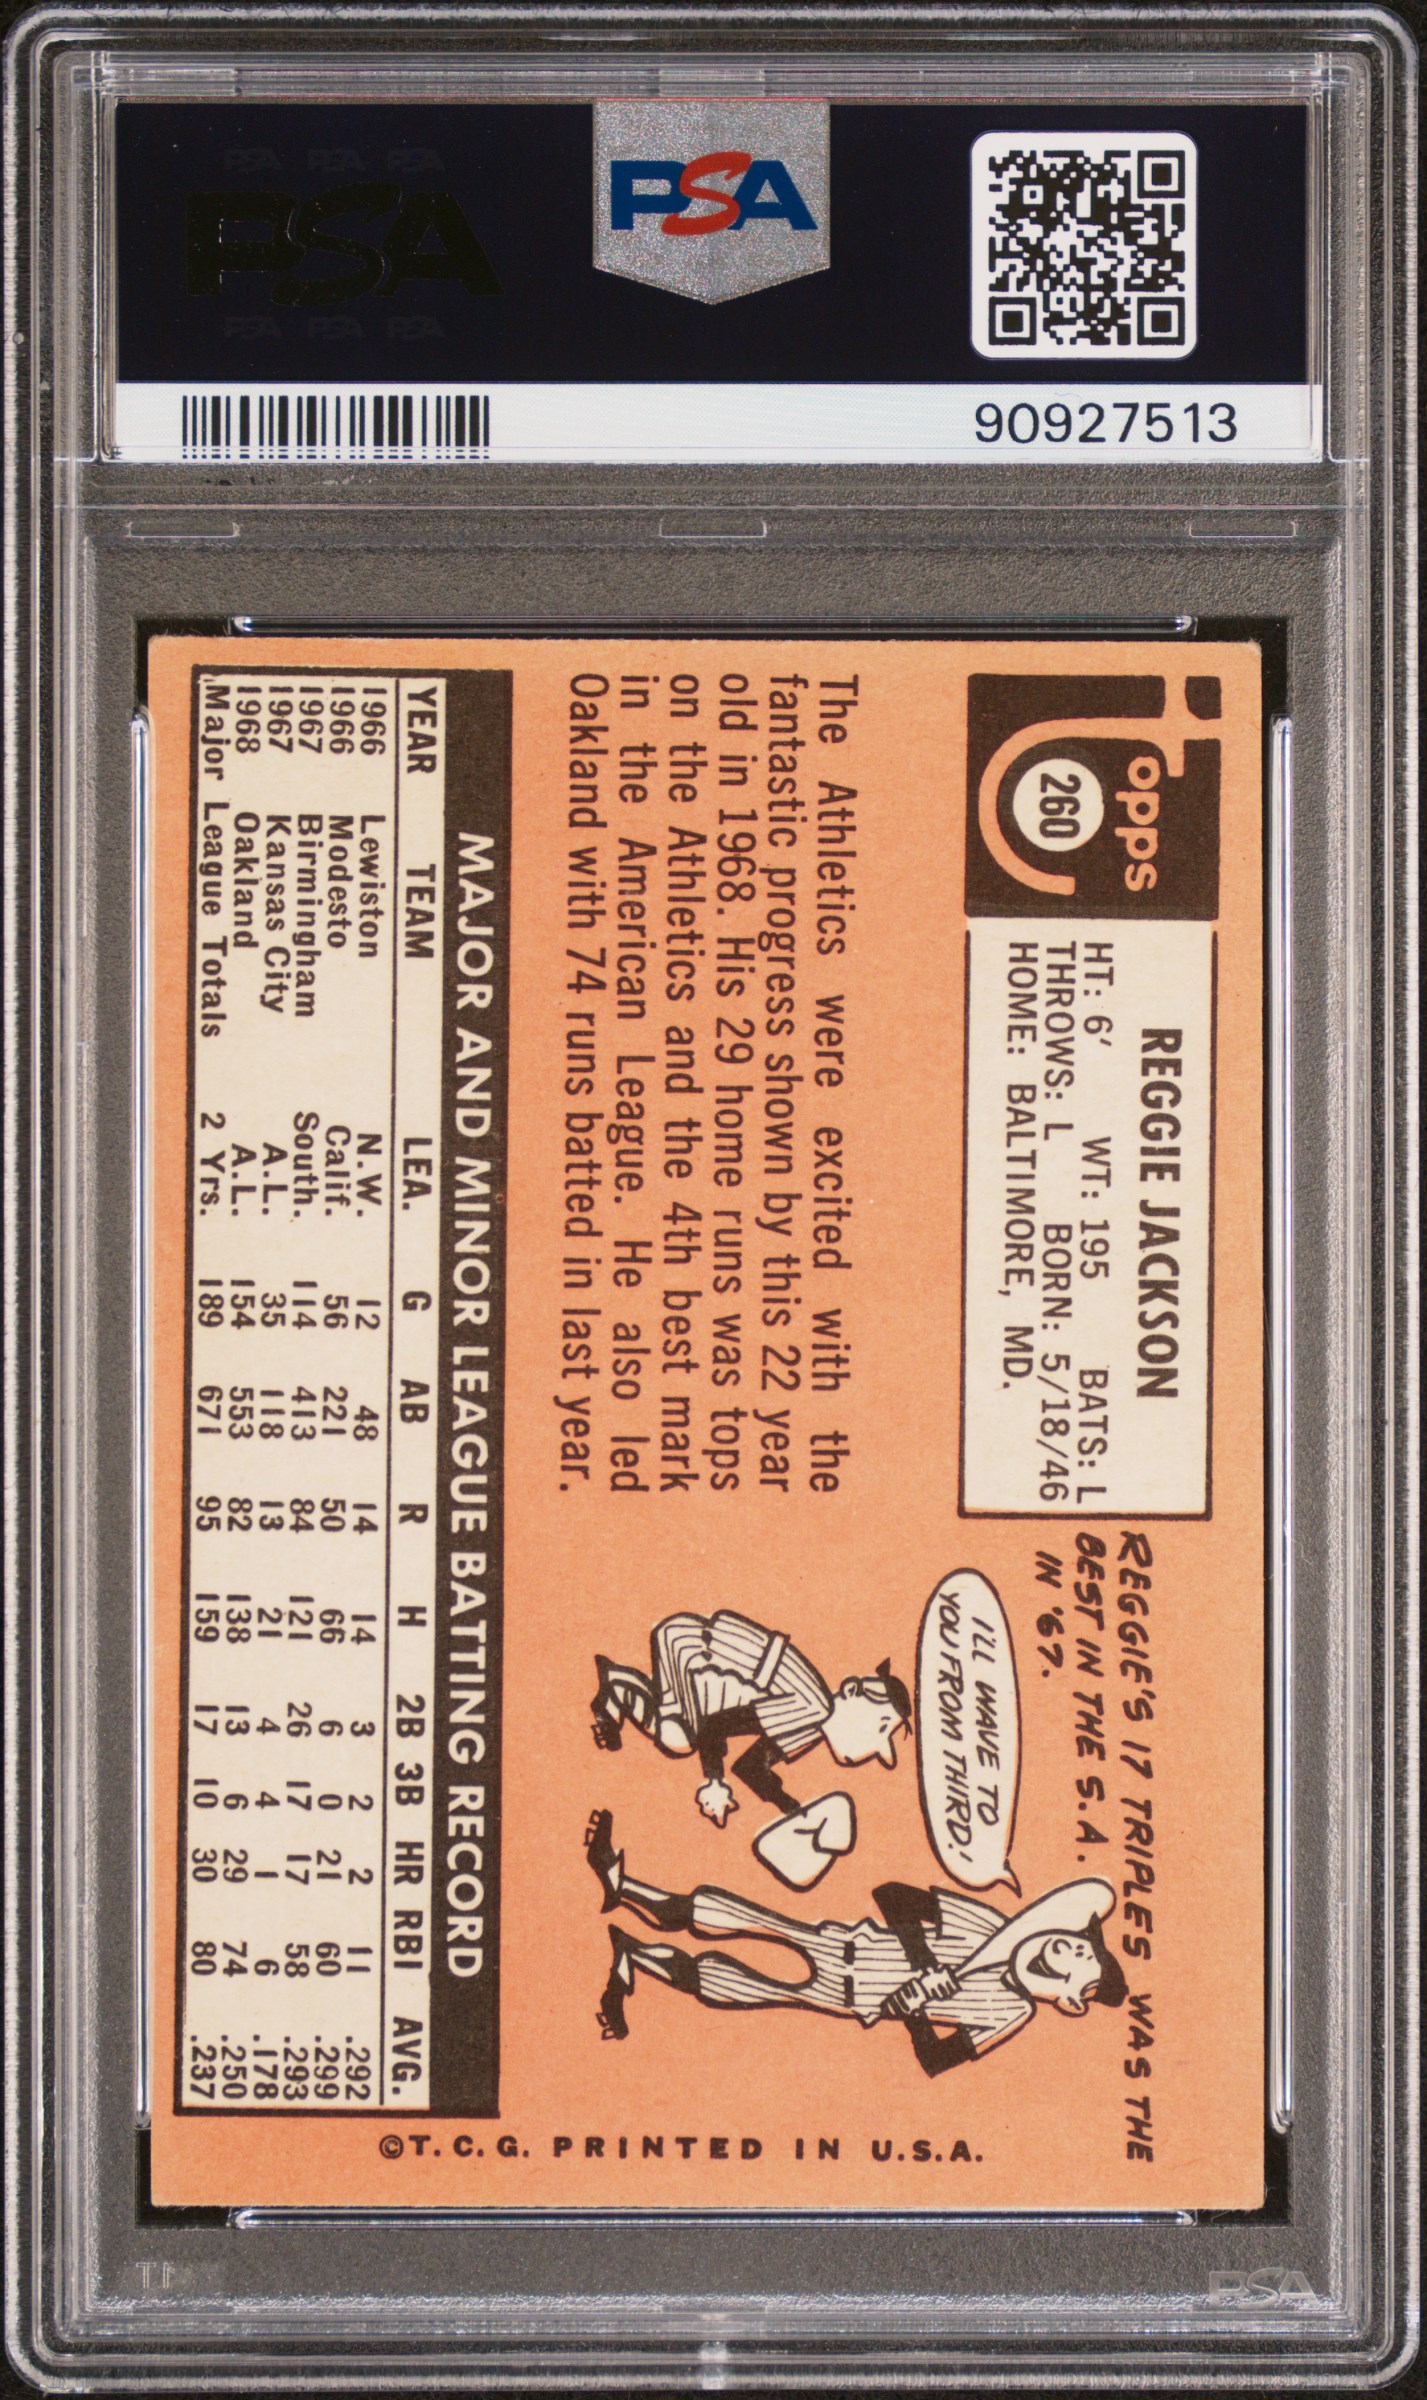 PSA PSA PSA
PSA
PSA PSA PSA
PSA
90927513
Topps
260
REGGIE JACKSON
HT: 6' WT: 195 BATS: L
THROWS: L BORN: 5/18/46
HOME: BALTIMORE, MD.
REGGIE'S 17 TRIPLES WAS THE
BEST IN THE S.A.
IN '67.
I'LL HAVE TO
YOU FROM THIRD!
The Athletics were excited with the
fantastic progress shown by this 22 year
old in 1968. His 29 home runs was tops
on the Athletics and the 4th best mark
in the American League. He also led
Oakland with 74 runs batted in last year.
MAJOR AND MINOR LEAGUE BATTING RECORD
YEAR TEAM LEA. G AB R H 2B 3B HR RBI AVG.
1966 Lewiston N.W. 12 48 14 14 3 2 2 11 .292
1966 Modesto Calif. 56 221 50 66 6 0 21 60 .299
1967 Birmingham South. 114 413 84 121 26 17 17 58 .293
1967 Kansas City A.L. 35 118 13 21 4 4 1 6 .178
1968 Oakland A.L. 154 553 82 138 13 6 29 74 .250
Major League Totals 2 Yrs. 189 671 95 159 17 10 30 80 .237
©T.C.G. PRINTED IN U.S.A.
PSA